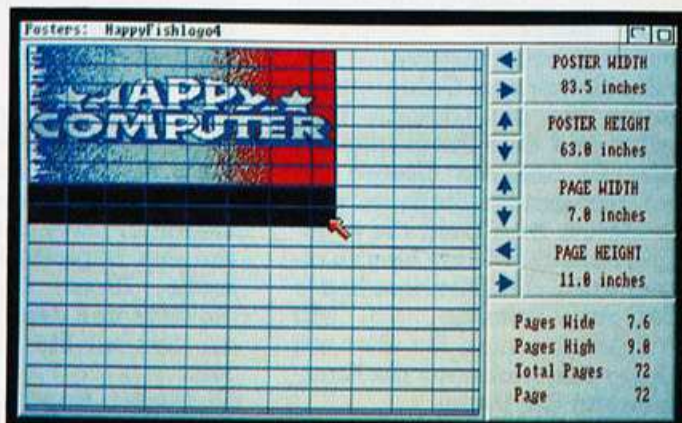 Posters: HappyFishlogo4
HAPPY
COMPUTER
POSTER WIDTH
83.5 inches
POSTER HEIGHT
63.0 inches
PAGE WIDTH
7.0 inches
PAGE HEIGHT
11.0 inches
Pages Wide 7.6
Pages High 9.0
Total Pages 72
Page 72